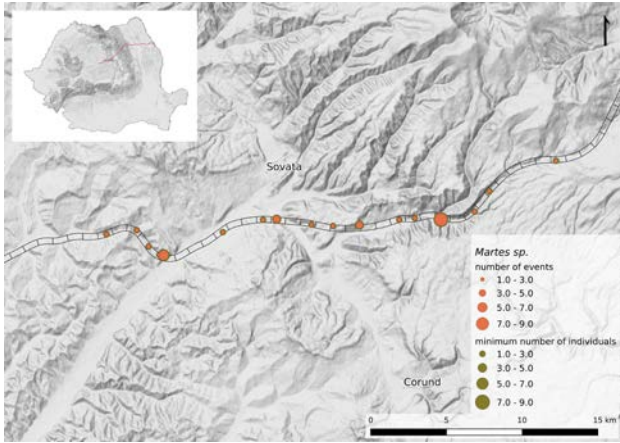 Sovata
Martes sp.
number of events
1.0 - 3.0
3.0 - 5.0
5.0 - 7.0
7.0 - 9.0
minimum number of individuals
1.0 - 3.0
3.0 - 5.0
5.0 - 7.0
7.0 - 9.0
Corund
0 5 10 15 km